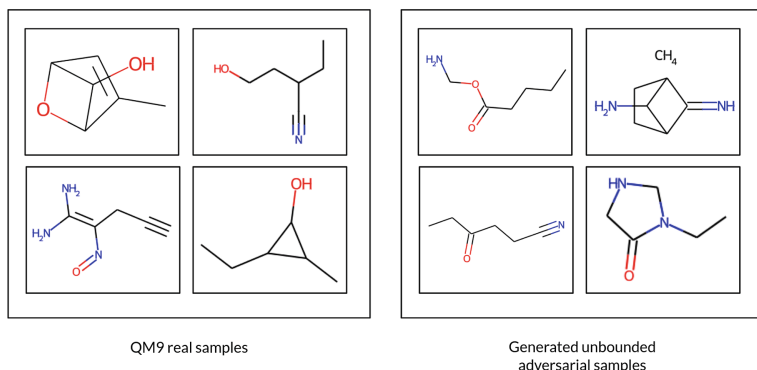 OH
O
HO
N
NH₂
H₂N
N
O
OH
QM9 real samples
H₂N
O
O
CH₄
H₂N
NH
N
O
HN
N
O
Generated unbounded
adversarial samples